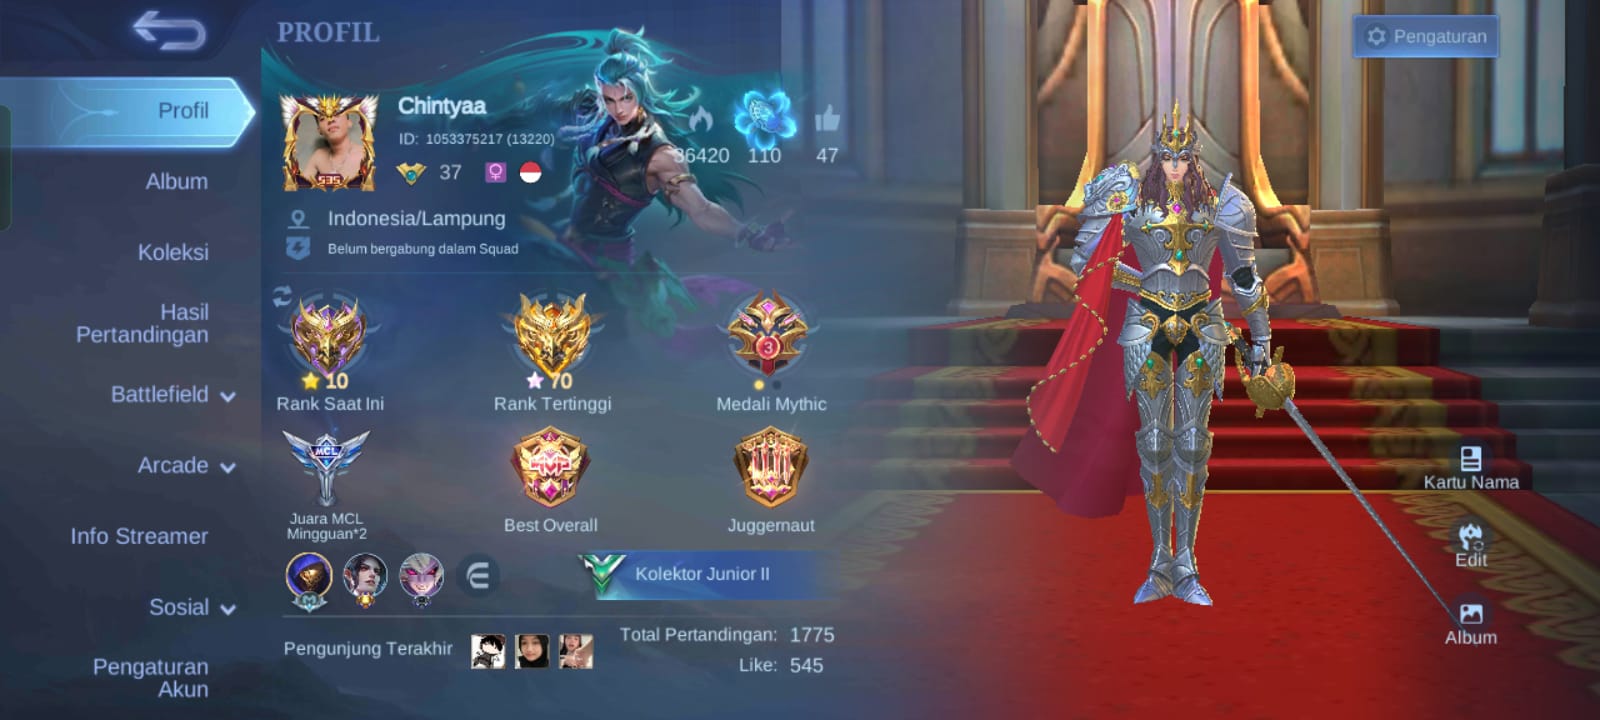 PROFIL
Pengaturan
Profil
Album
Koleksi
Hasil
Pertandingan
Battlefield
Arcade
Info Streamer
Sosial
Pengaturan
Akun
Chintyaa
ID: 1053375217 (13220)
37
36420
110
47
Indonesia/Lampung
Belum bergabung dalam Squad
10
70
3
Rank Saat Ini
Rank Tertinggi
Medali Mythic
MCL
MVP
Juara MCL
Mingguan*2
Best Overall
Juggernaut
Kolektor Junior II
Pengunjung Terakhir
Total Pertandingan: 1775
Like: 545
Kartu Nama
Edit
Album